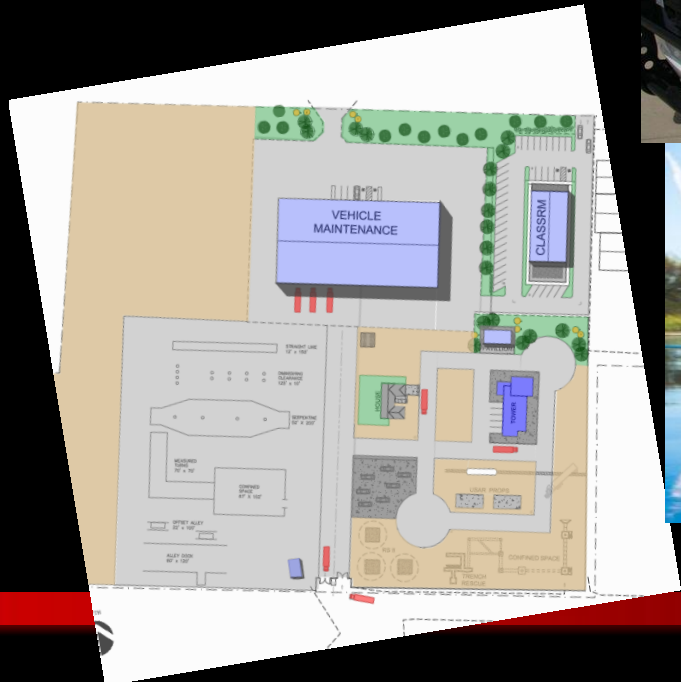 VEHICLE
MAINTENANCE
CLASSRM
PAVILLION
STRAIGHT LINE
12' x 150'
DIMINISHING
CLEARANCE
SERPENTINE
HOUSE
TOWER
MEASURED
TURNS
CONFINED
SPACE
USAR PROPS
OFFSET ALLEY
ALLEY DOCK
CONFINED SPACE
TRENCH
RESCUE